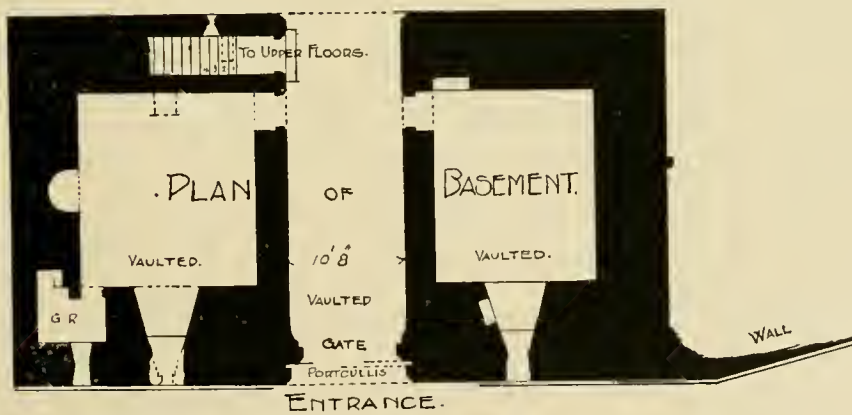 TO UPPER FLOORS.
PLAN OF BASEMENT.
VAULTED.
10'8"
VAULTED.
G R
VAULTED
GATE
PORTCULLIS
WALL
ENTRANCE.